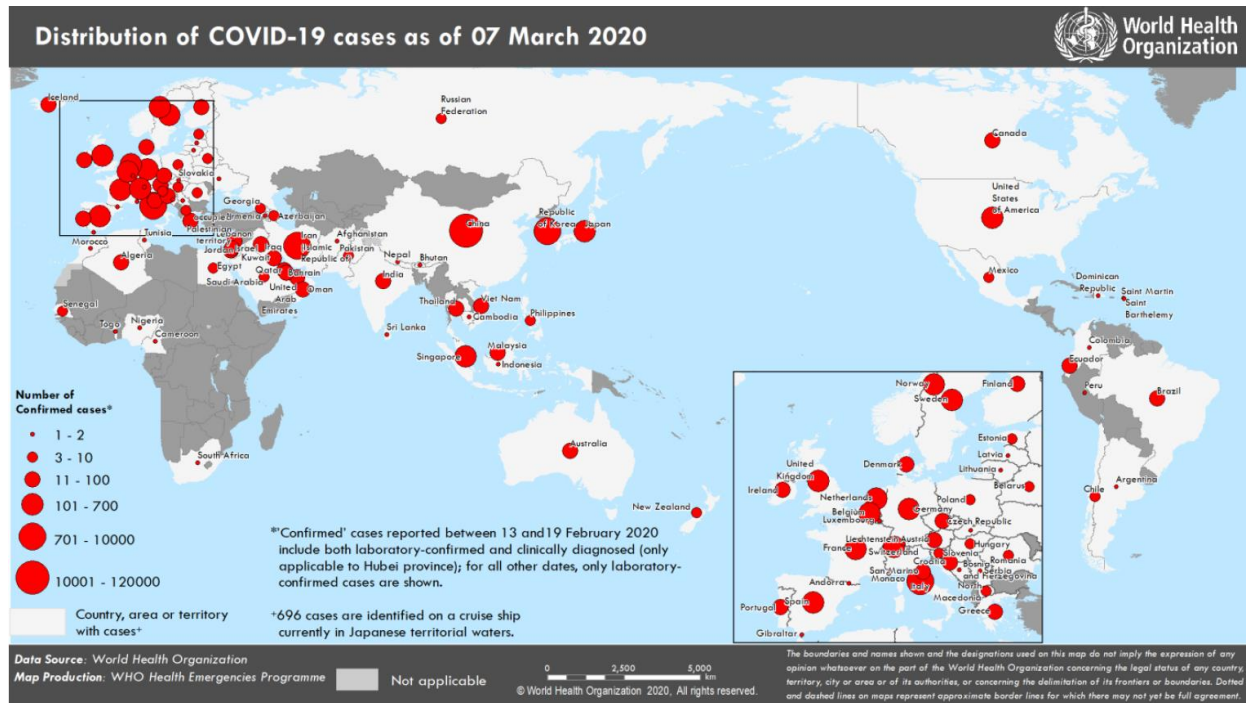 Distribution of COVID-19 cases as of 07 March 2020
World Health
Organization
Iceland
Russian
Federation
Canada
Slovakia
United States
of America
Georgia
Armenia
Azerbaijan
occupied
Palestinian
territory
Lebanon
Israel
Jordan
Iraq
Kuwait
Iran
(Islamic
Republic of)
Afghanistan
Pakistan
China
Republic
of Korea
Japan
Tunisia
Morocco
Algeria
Egypt
Qatar
Bahrain
Saudi Arabia
United
Arab
Emirates
Oman
Nepal
Bhutan
India
Mexico
Dominican
Republic
Saint Martin
Saint
Barthelemy
Senegal
Togo
Nigeria
Cameroon
Sri Lanka
Thailand
Viet Nam
Cambodia
Philippines
Malaysia
Singapore
Indonesia
Colombia
Ecuador
Peru
Brazil
South Africa
Australia
New Zealand
Chile
Argentina
Norway
Sweden
Finland
Estonia
Latvia
Lithuania
Denmark
United
Kingdom
Ireland
Belarus
Netherlands
Belgium
Luxembourg
Germany
Poland
Czech Republic
Liechtenstein
Austria
France
Switzerland
Hungary
Slovenia
Croatia
Romania
Bosnia
and Herzegovina
Serbia
San Marino
Monaco
Italy
Andorra
North
Macedonia
Portugal
Spain
Greece
Gibraltar
Number of
Confirmed cases*
1 - 2
3 - 10
11 - 100
101 - 700
701 - 10000
10001 - 120000
Country, area or territory
with cases+
*'Confirmed' cases reported between 13 and19 February 2020
include both laboratory-confirmed and clinically diagnosed (only
applicable to Hubei province); for all other dates, only laboratory-
confirmed cases are shown.
+696 cases are identified on a cruise ship
currently in Japanese territorial waters.
Data Source: World Health Organization
Map Production: WHO Health Emergencies Programme
Not applicable
0 2,500 5,000
km
© World Health Organization 2020, All rights reserved.
The boundaries and names shown and the designations used on this map do not imply the expression of any
opinion whatsoever on the part of the World Health Organization concerning the legal status of any country,
territory, city or area or of its authorities, or concerning the delimitation of its frontiers or boundaries. Dotted
and dashed lines on maps represent approximate border lines for which there may not yet be full agreement.